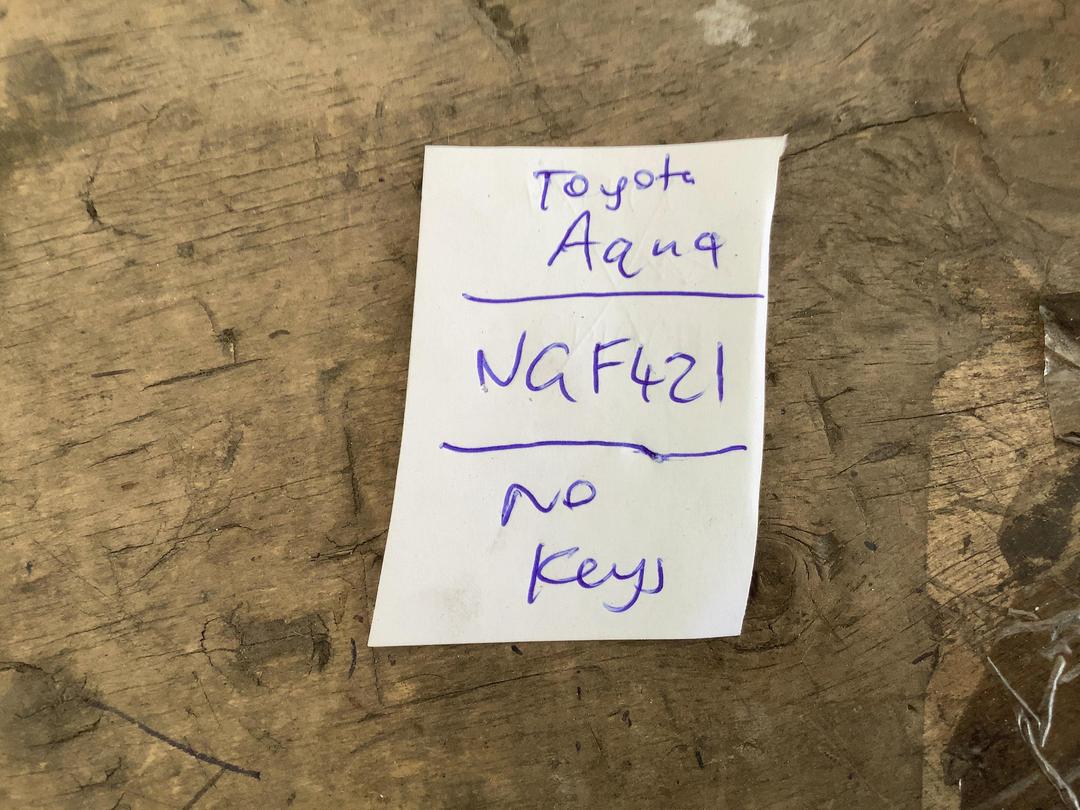 Toyota
Aqua
NGF421
No
Keys